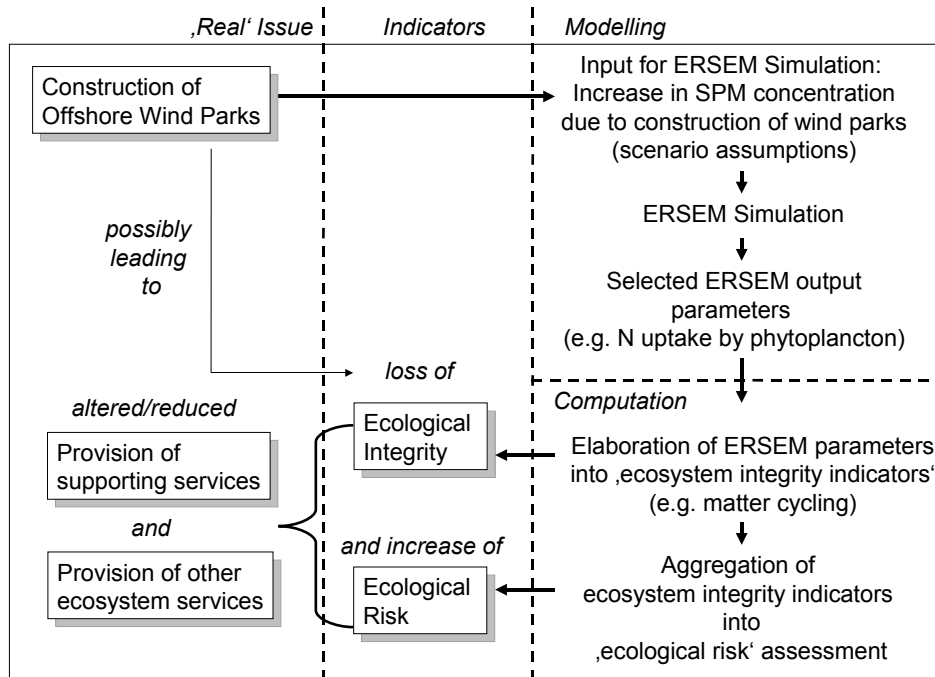 ‚Real‘ Issue
Indicators
Modelling
Construction of
Offshore Wind Parks
Input for ERSEM Simulation:
Increase in SPM concentration
due to construction of wind parks
(scenario assumptions)
ERSEM Simulation
possibly
leading
to
Selected ERSEM output
parameters
(e.g. N uptake by phytoplancton)
loss of
altered/reduced
Computation
Ecological
Integrity
Provision of
supporting services
Elaboration of ERSEM parameters
into ‚ecosystem integrity indicators‘
(e.g. matter cycling)
and
and increase of
Provision of other
ecosystem services
Ecological
Risk
Aggregation of
ecosystem integrity indicators
into
‚ecological risk‘ assessment